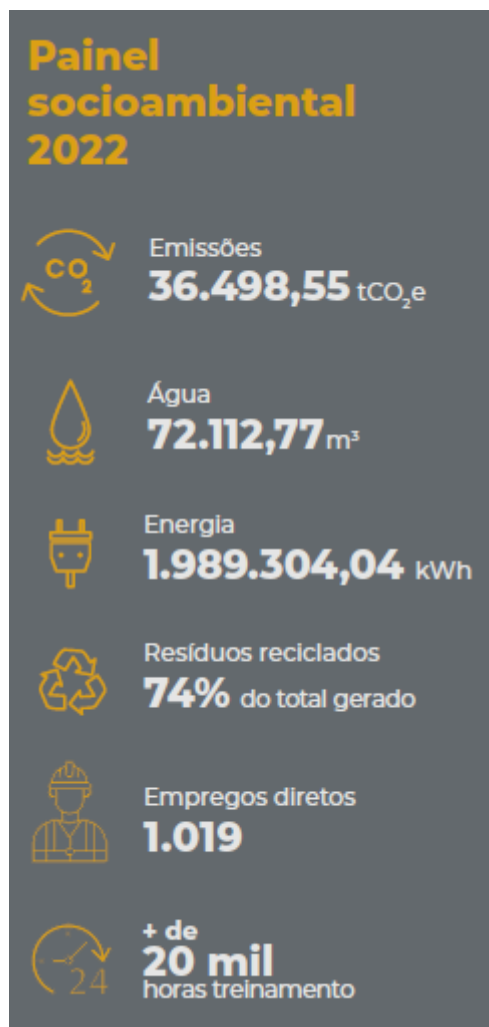 Painel
socioambiental
2022
CO2
Emissões
36.498,55 tCO₂e
Água
72.112,77 m³
Energia
1.989.304,04 kWh
Resíduos reciclados
74% do total gerado
Empregos diretos
1.019
24
+ de
20 mil
horas treinamento